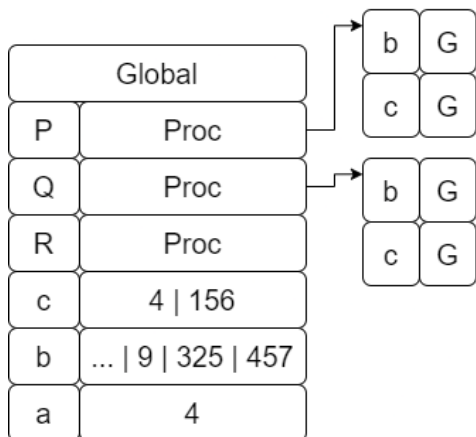 Global
P Proc
Q Proc
R Proc
c 4 | 156
b ... | 9 | 325 | 457
a 4
b G
c G
b G
c G